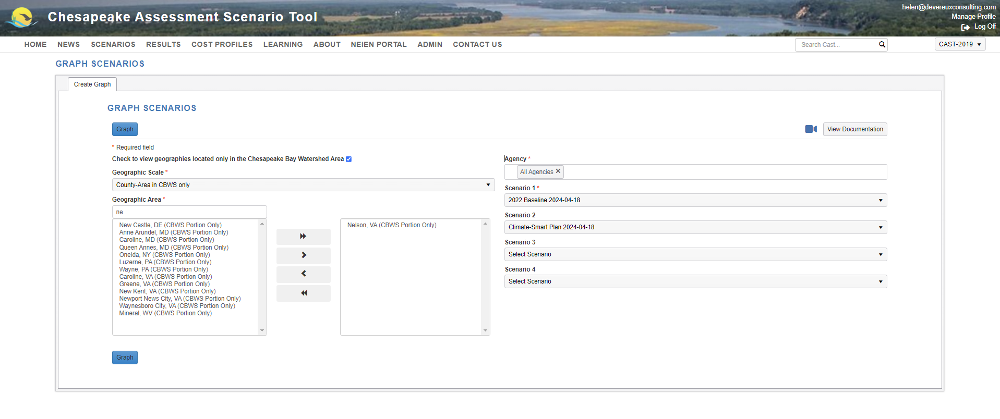 Chesapeake Assessment Scenario Tool
helen@devereuxconsulting.com
Manage Profile
Log Off
HOME NEWS SCENARIOS RESULTS COST PROFILES LEARNING ABOUT NEIEN PORTAL ADMIN CONTACT US
Search Cast...
CAST-2019
GRAPH SCENARIOS
Create Graph
GRAPH SCENARIOS
Graph
View Documentation
* Required field
Check to view geographies located only in the Chesapeake Bay Watershed Area
Geographic Scale *
County-Area in CBWS only
Geographic Area *
ne
New Castle, DE (CBWS Portion Only)
Anne Arundel, MD (CBWS Portion Only)
Caroline, MD (CBWS Portion Only)
Queen Annes, MD (CBWS Portion Only)
Oneida, NY (CBWS Portion Only)
Luzerne, PA (CBWS Portion Only)
Wayne, PA (CBWS Portion Only)
Caroline, VA (CBWS Portion Only)
Greene, VA (CBWS Portion Only)
New Kent, VA (CBWS Portion Only)
Newport News City, VA (CBWS Portion Only)
Waynesboro City, VA (CBWS Portion Only)
Mineral, WV (CBWS Portion Only)
Nelson, VA (CBWS Portion Only)
Agency *
All Agencies
Scenario 1 *
2022 Baseline 2024-04-18
Scenario 2
Climate-Smart Plan 2024-04-18
Scenario 3
Select Scenario
Scenario 4
Select Scenario
Graph